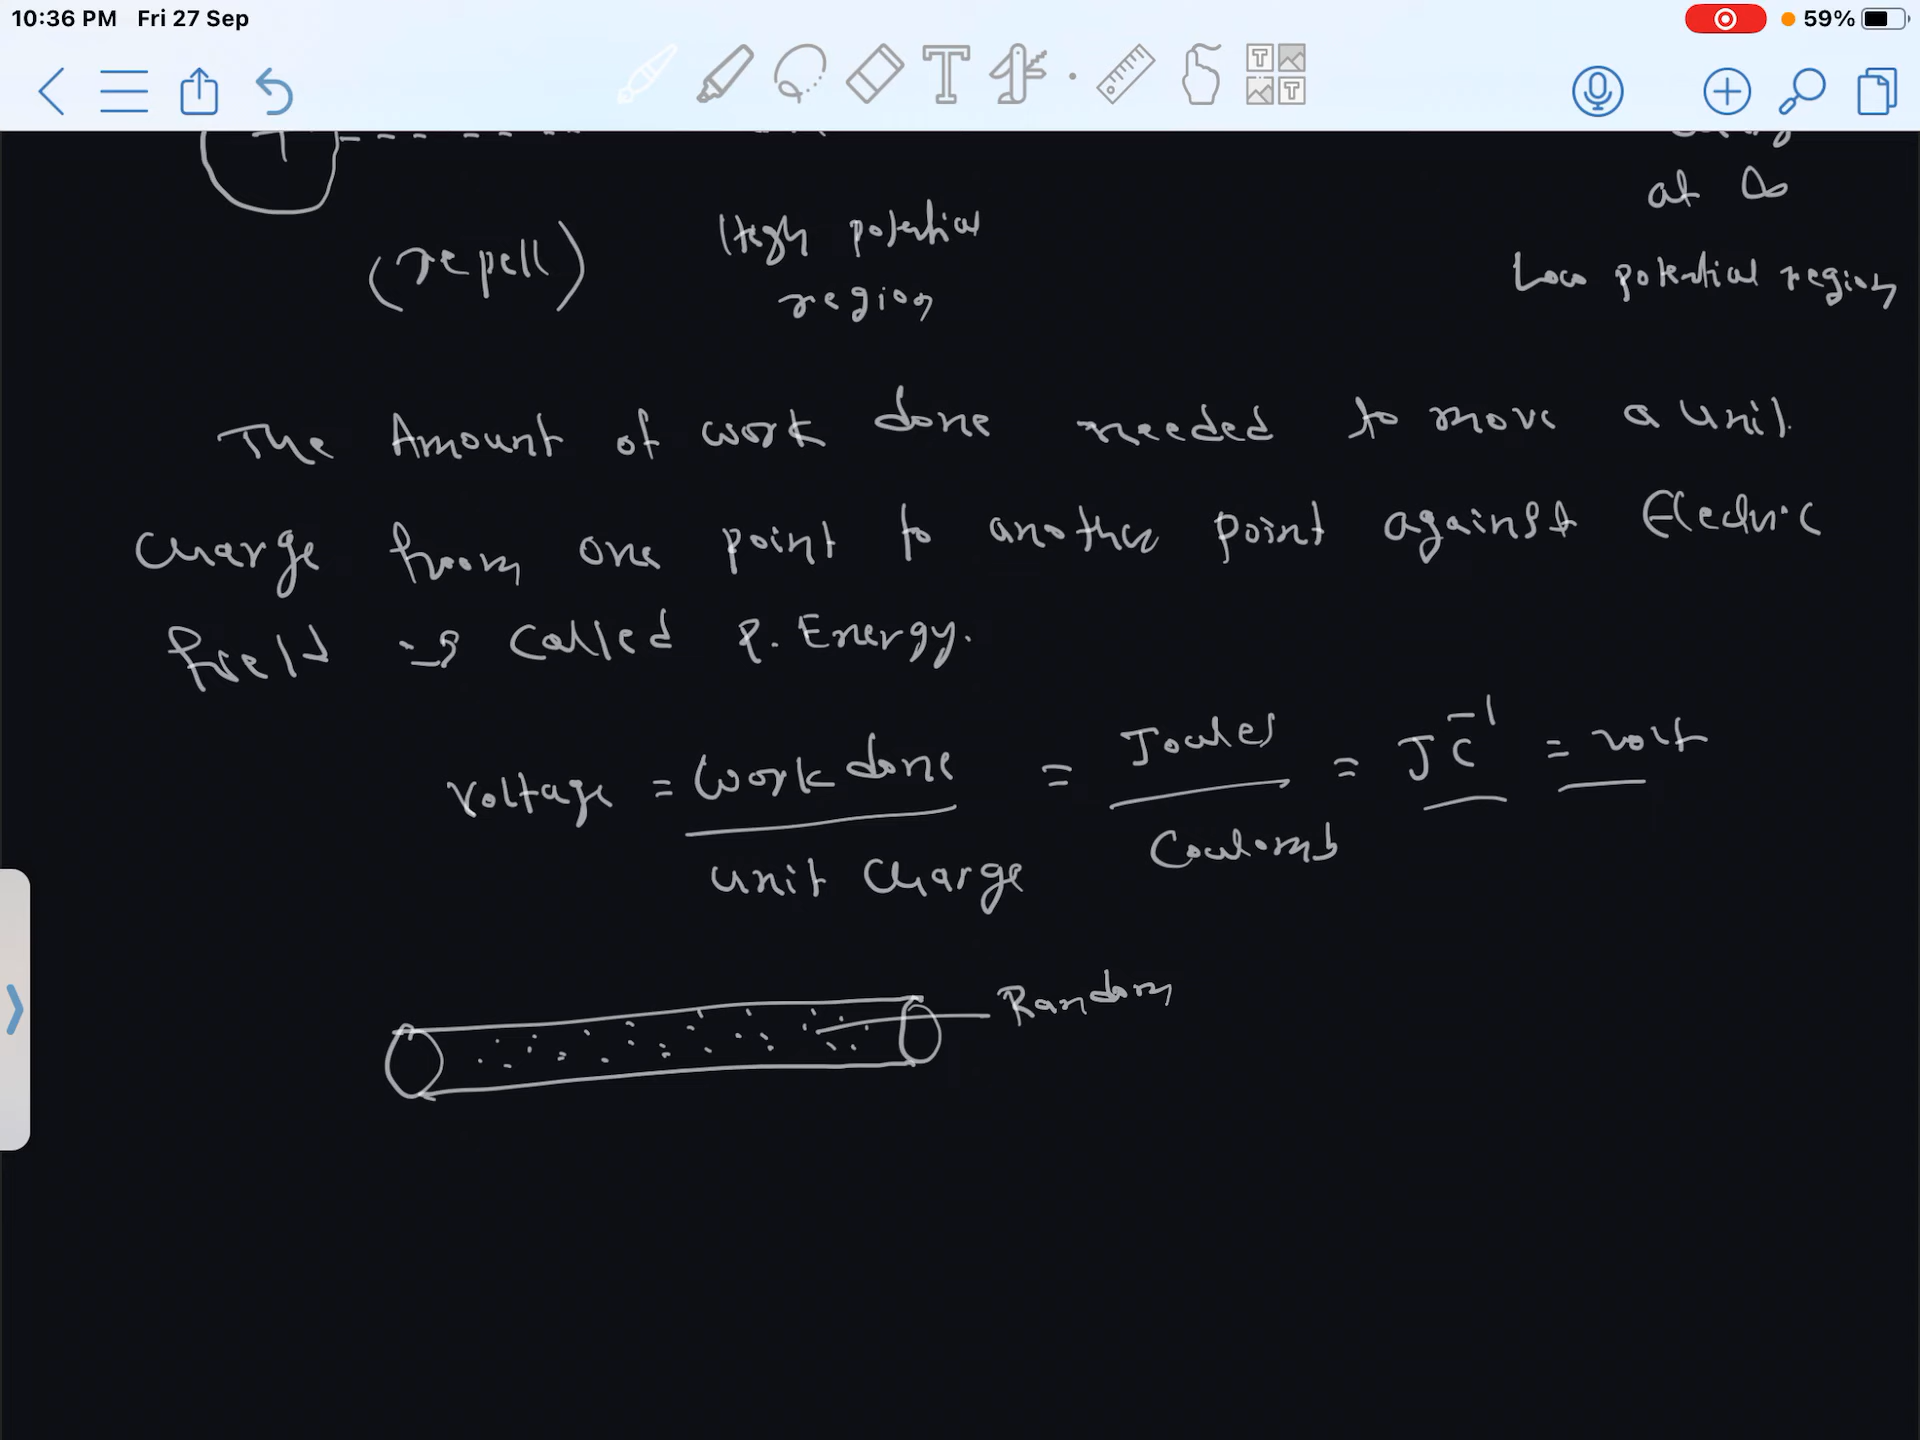 10:36 PM Fri 27 Sep
59%
at ∞
(repell)
High potential
region
Low potential region
The Amount of work done needed to move a unit
charge from one point to another point against Electric
field is called P. Energy.
Voltage = Work done / unit charge = Joules / Coulomb = JC⁻¹ = volt
Random